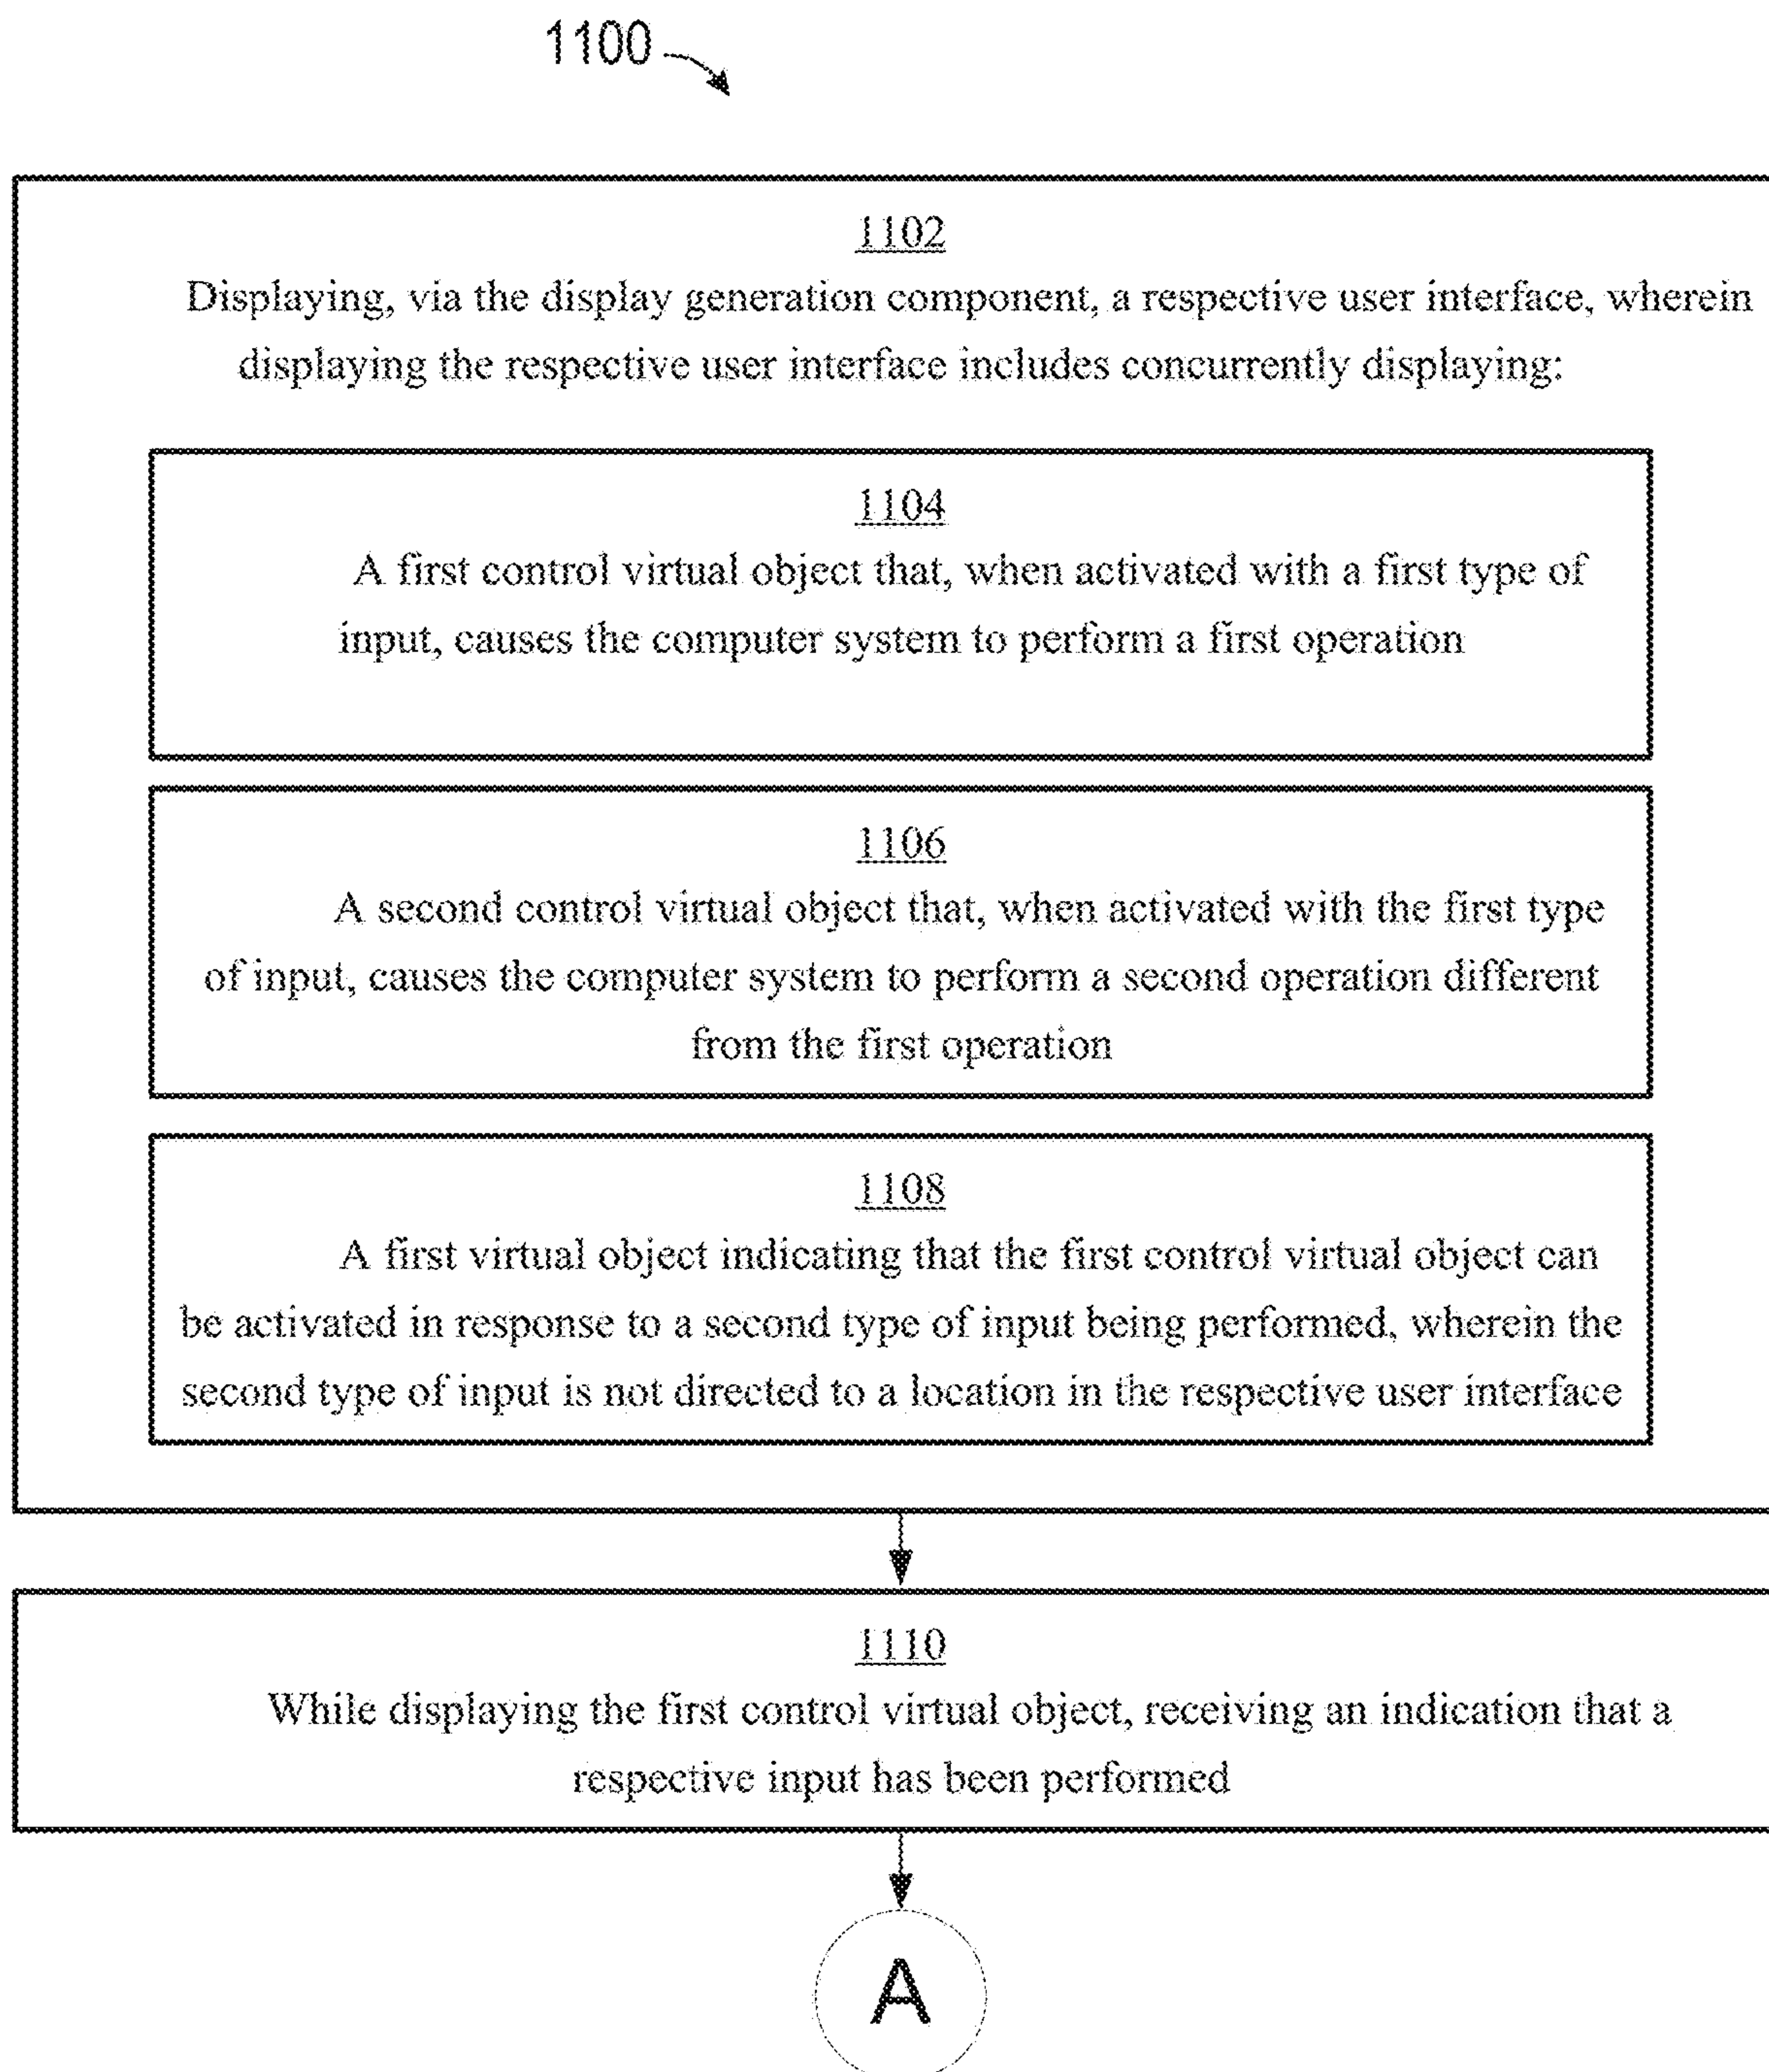 1100
1102
Displaying, via the display generation component, a respective user interface, wherein
displaying the respective user interface includes concurrently displaying:
1104
A first control virtual object that, when activated with a first type of
input, causes the computer system to perform a first operation
1106
A second control virtual object that, when activated with the first type
of input, causes the computer system to perform a second operation different
from the first operation
1108
A first virtual object indicating that the first control virtual object can
be activated in response to a second type of input being performed, wherein the
second type of input is not directed to a location in the respective user interface
1110
While displaying the first control virtual object, receiving an indication that a
respective input has been performed
A